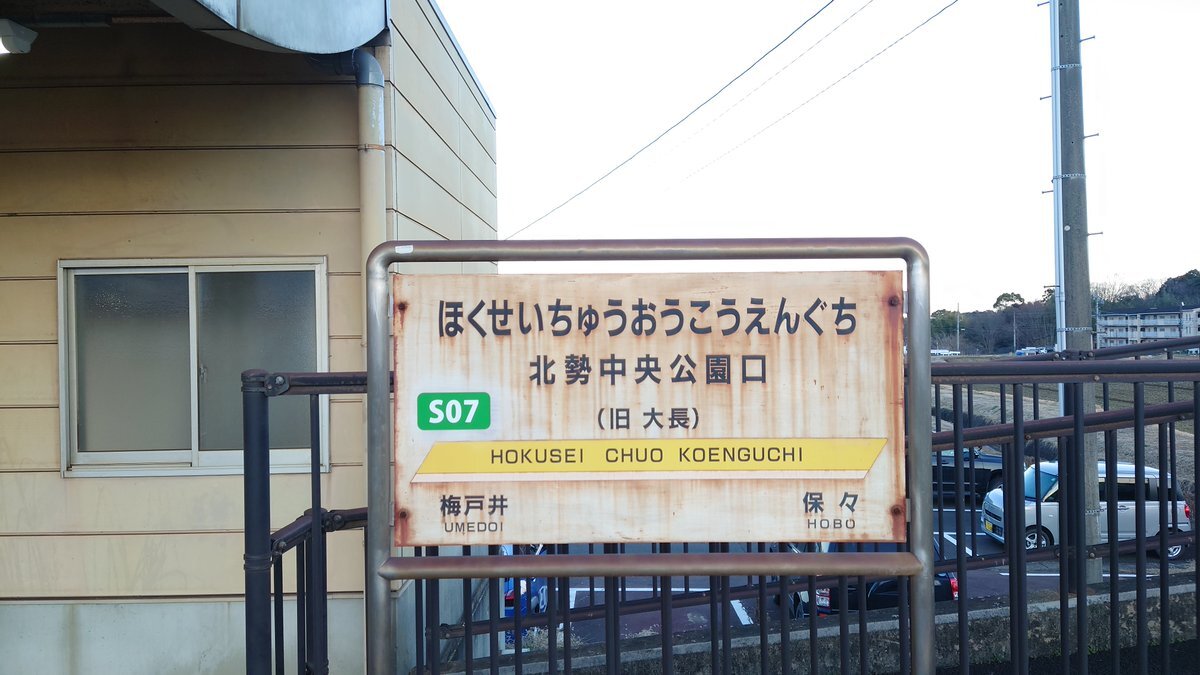 ほくせいちゅうおうこうえんぐち
北勢中央公園口
S07
（旧 大長）
HOKUSEI CHUO KOENGUCHI
梅戸井
UMEDOI
保々
HOBO